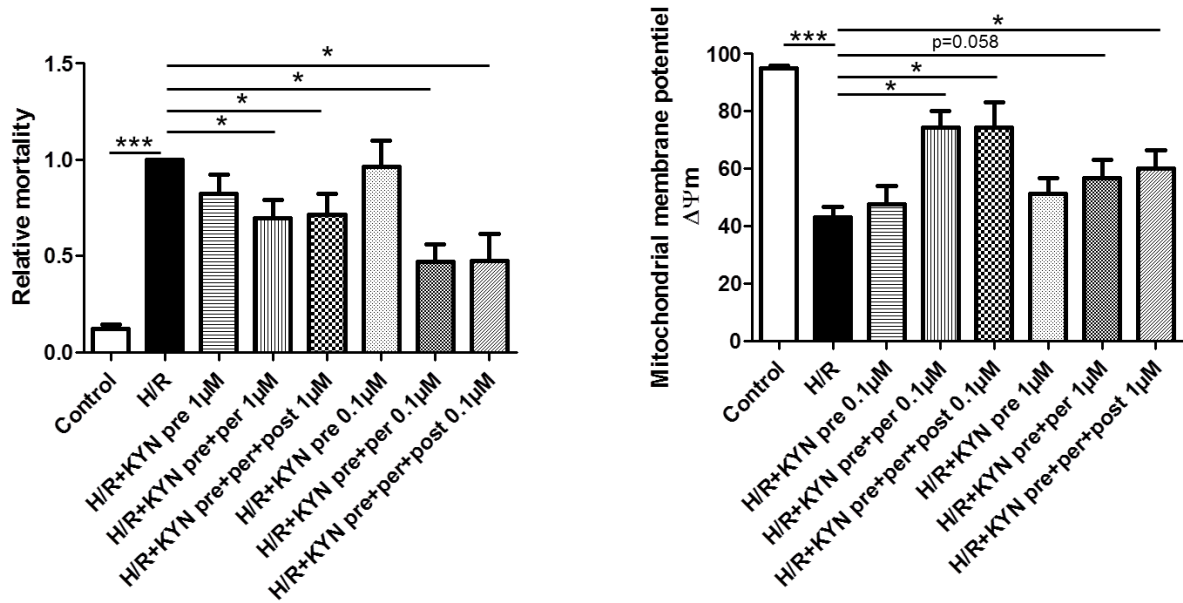 Relative mortality
1.5
1.0
0.5
0.0
***
*
*
*
*
Control
H/R
H/R+KYN pre 1µM
H/R+KYN pre+per 1µM
H/R+KYN pre+per+post 1µM
H/R+KYN pre 0.1µM
H/R+KYN pre+per 0.1µM
H/R+KYN pre+per+post 0.1µM
Mitochondrial membrane potentiel
ΔΨm
100
80
60
40
20
0
***
*
p=0.058
*
*
Control
H/R
H/R+KYN pre 0.1µM
H/R+KYN pre+per 0.1µM
H/R+KYN pre+per+post 0.1µM
H/R+KYN pre 1µM
H/R+KYN pre+per 1µM
H/R+KYN pre+per+post 1µM